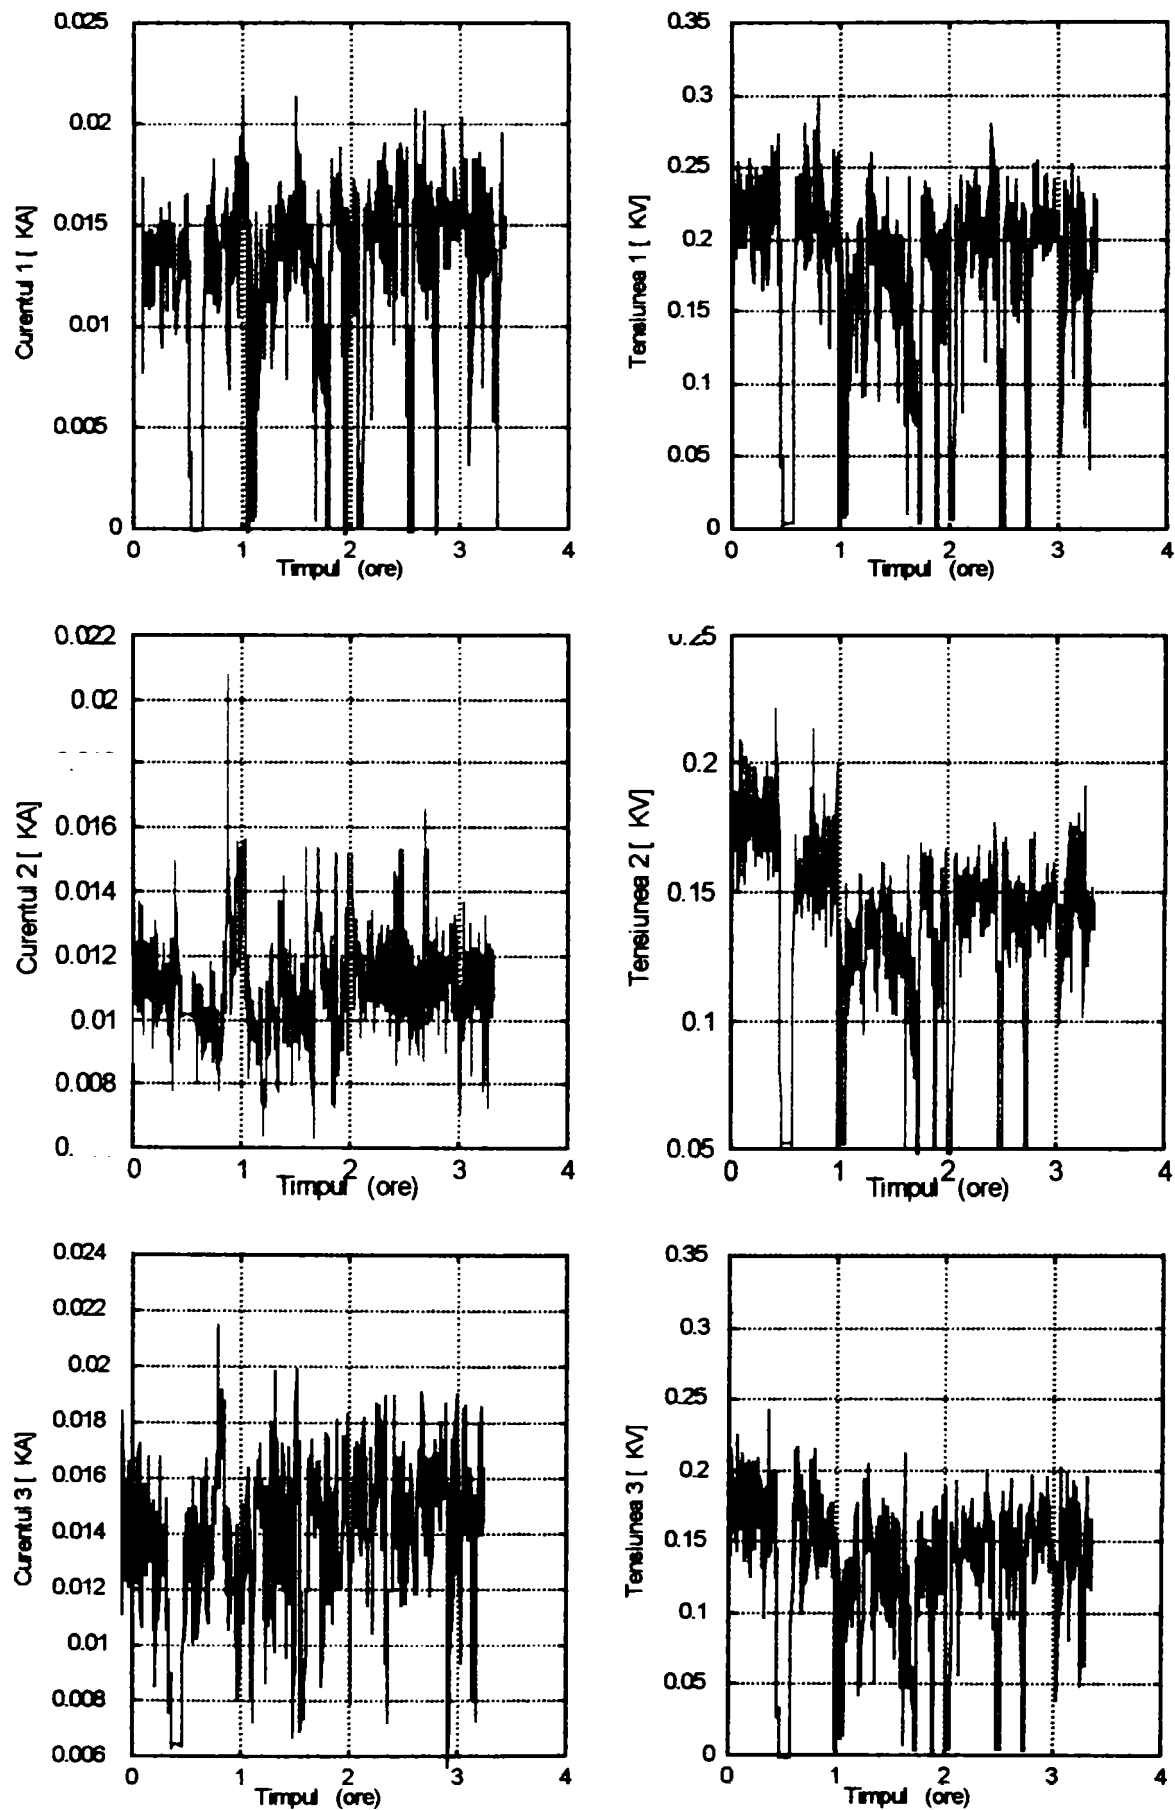 0.025
0.02
0.015
0.01
0.005
0
Curentul 1 [ KA]
0 1 2 3 4
Timpul (ore)
0.35
0.3
0.25
0.2
0.15
0.1
0.05
0
Tensiunea 1 [ KV]
0 1 2 3 4
Timpul (ore)
0.022
0.02
0.016
0.014
0.012
0.01
0.008
0.
Curentul 2 [ KA]
0 1 2 3 4
Timpul (ore)
0.25
0.2
0.15
0.1
0.05
Tensiunea 2 [ KV]
0 1 2 3 4
Timpul (ore)
0.024
0.022
0.02
0.018
0.016
0.014
0.012
0.01
0.008
0.006
Curentul 3 [ KA]
0 1 2 3 4
Timpul (ore)
0.35
0.3
0.25
0.2
0.15
0.1
0.05
0
Tensiunea 3 [ KV]
0 1 2 3 4
Timpul (ore)